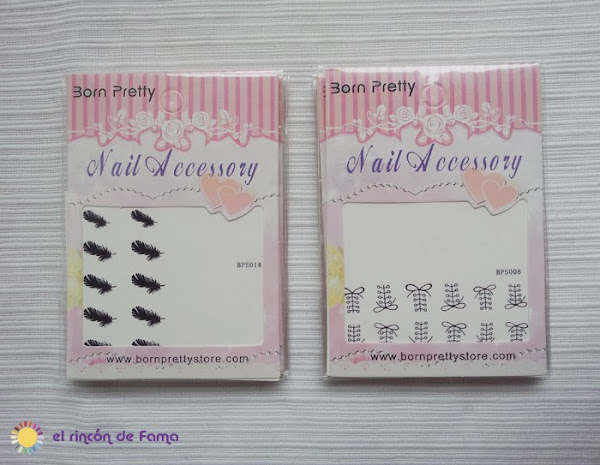 Born Pretty
Nail Accessory
BPS014
www.bornprettystore.com
Born Pretty
Nail Accessory
BPS008
www.bornprettystore.com
el rincón de Fama